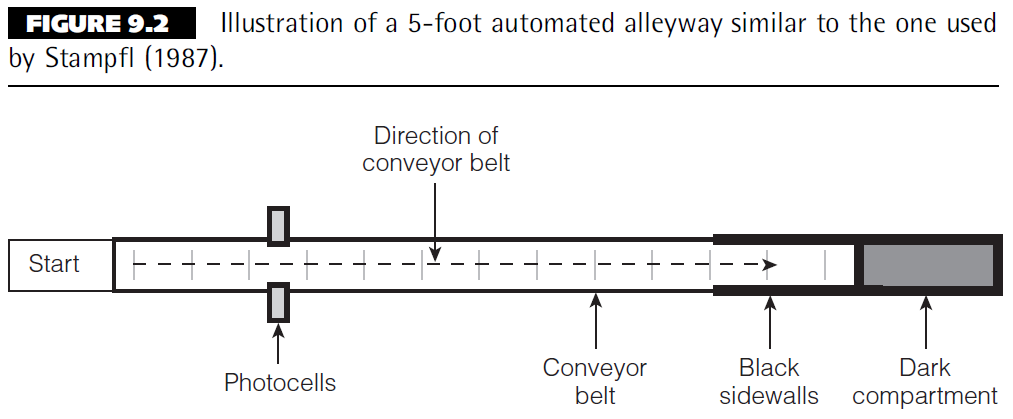 FIGURE 9.2 Illustration of a 5-foot automated alleyway similar to the one used
by Stampfl (1987).
Direction of
conveyor belt
Start
Photocells
Conveyor
belt
Black
sidewalls
Dark
compartment